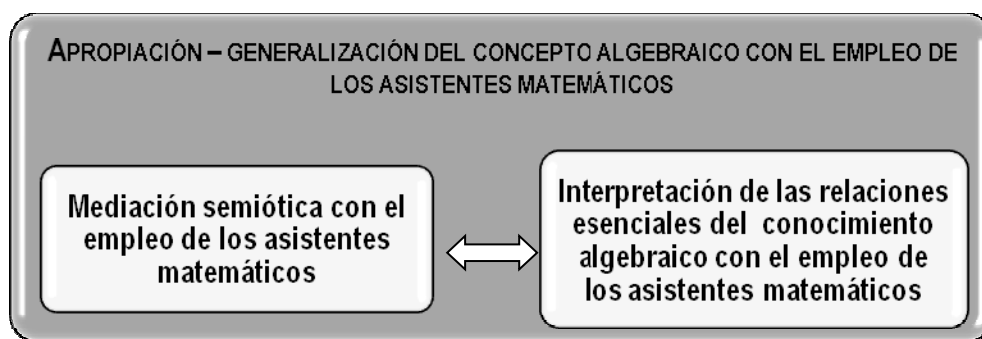 APROPIACIÓN – GENERALIZACIÓN DEL CONCEPTO ALGEBRAICO CON EL EMPLEO DE
LOS ASISTENTES MATEMÁTICOS
Mediación semiótica con el
empleo de los asistentes
matemáticos
Interpretación de las relaciones
esenciales del conocimiento
algebraico con el empleo de
los asistentes matemáticos